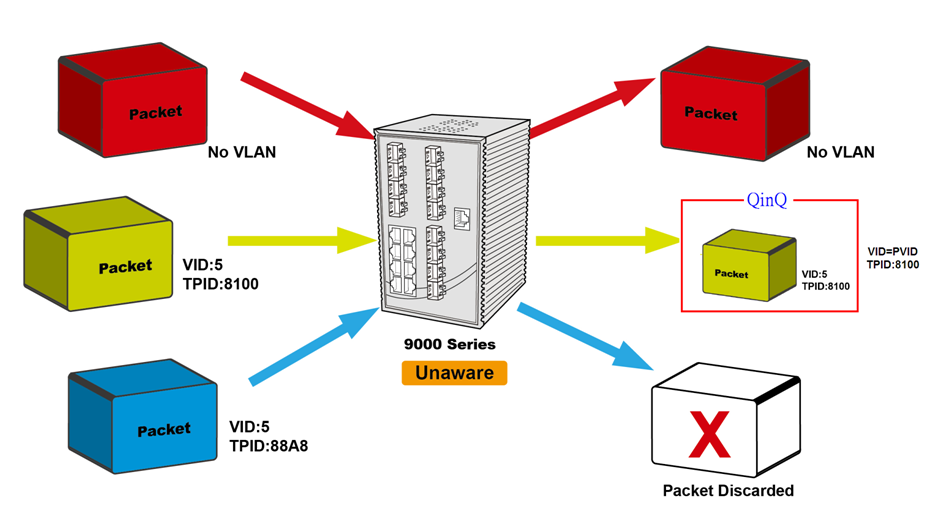 Packet
No VLAN
Packet
No VLAN
Packet
VID:5
TPID:8100
QinQ
Packet
VID:5
TPID:8100
VID=PVID
TPID:8100
9000 Series
Unaware
Packet
VID:5
TPID:88A8
X
Packet Discarded